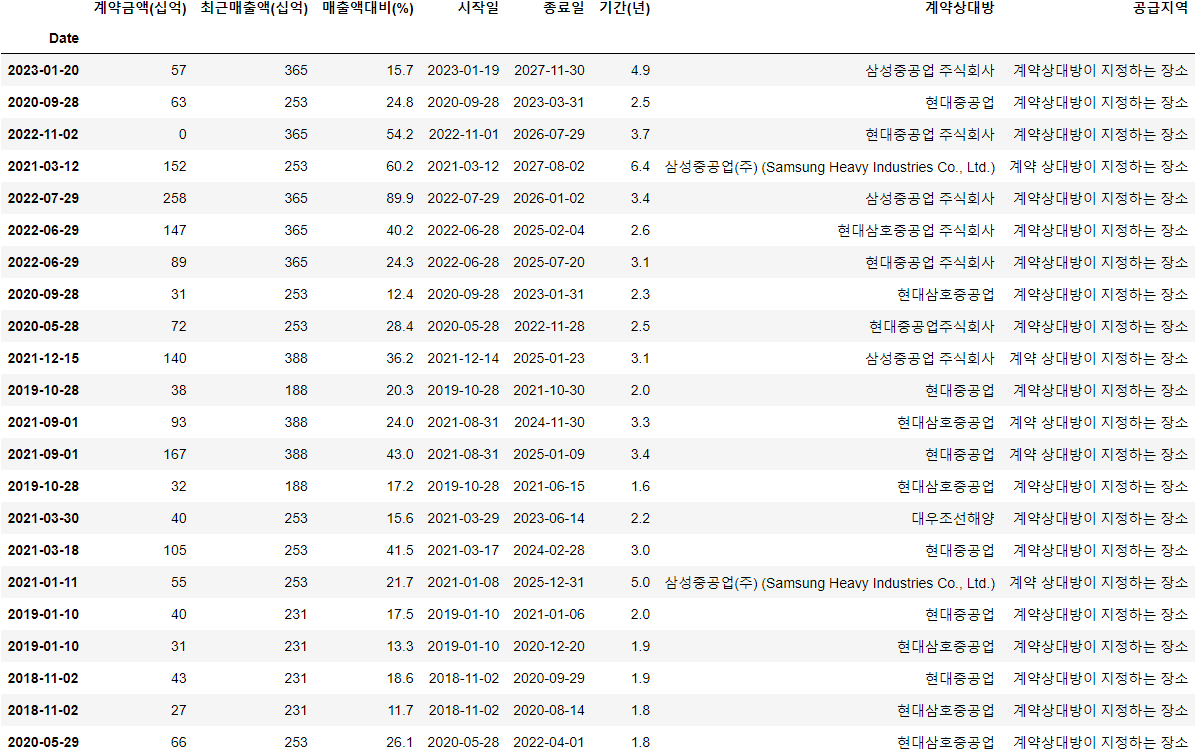 계약금액(십억) 최근매출액(십억) 매출액대비(%) 시작일 종료일 기간(년) 계약상대방 공급지역
Date
2023-01-20 57 365 15.7 2023-01-19 2027-11-30 4.9 삼성중공업 주식회사 계약상대방이 지정하는 장소
2020-09-28 63 253 24.8 2020-09-28 2023-03-31 2.5 현대중공업 계약상대방이 지정하는 장소
2022-11-02 0 365 54.2 2022-11-01 2026-07-29 3.7 현대중공업 주식회사 계약상대방이 지정하는 장소
2021-03-12 152 253 60.2 2021-03-12 2027-08-02 6.4 삼성중공업(주) (Samsung Heavy Industries Co., Ltd.) 계약 상대방이 지정하는 장소
2022-07-29 258 365 89.9 2022-07-29 2026-01-02 3.4 삼성중공업 주식회사 계약상대방이 지정하는 장소
2022-06-29 147 365 40.2 2022-06-28 2025-02-04 2.6 현대삼호중공업 주식회사 계약상대방이 지정하는 장소
2022-06-29 89 365 24.3 2022-06-28 2025-07-20 3.1 현대중공업 주식회사 계약상대방이 지정하는 장소
2020-09-28 31 253 12.4 2020-09-28 2023-01-31 2.3 현대삼호중공업 계약상대방이 지정하는 장소
2020-05-28 72 253 28.4 2020-05-28 2022-11-28 2.5 현대중공업주식회사 계약상대방이 지정하는 장소
2021-12-15 140 388 36.2 2021-12-14 2025-01-23 3.1 삼성중공업 주식회사 계약 상대방이 지정하는 장소
2019-10-28 38 188 20.3 2019-10-28 2021-10-30 2.0 현대중공업 계약상대방이 지정하는 장소
2021-09-01 93 388 24.0 2021-08-31 2024-11-30 3.3 현대삼호중공업 계약 상대방이 지정하는 장소
2021-09-01 167 388 43.0 2021-08-31 2025-01-09 3.4 현대중공업 계약 상대방이 지정하는 장소
2019-10-28 32 188 17.2 2019-10-28 2021-06-15 1.6 현대삼호중공업 계약상대방이 지정하는 장소
2021-03-30 40 253 15.6 2021-03-29 2023-06-14 2.2 대우조선해양 계약상대방이 지정하는 장소
2021-03-18 105 253 41.5 2021-03-17 2024-02-28 3.0 현대중공업 계약상대방이 지정하는 장소
2021-01-11 55 253 21.7 2021-01-08 2025-12-31 5.0 삼성중공업(주) (Samsung Heavy Industries Co., Ltd.) 계약 상대방이 지정하는 장소
2019-01-10 40 231 17.5 2019-01-10 2021-01-06 2.0 현대중공업 계약상대방이 지정하는 장소
2019-01-10 31 231 13.3 2019-01-10 2020-12-20 1.9 현대삼호중공업 계약상대방이 지정하는 장소
2018-11-02 43 231 18.6 2018-11-02 2020-09-29 1.9 현대중공업 계약상대방이 지정하는 장소
2018-11-02 27 231 11.7 2018-11-02 2020-08-14 1.8 현대삼호중공업 계약상대방이 지정하는 장소
2020-05-29 66 253 26.1 2020-05-28 2022-04-01 1.8 현대삼호중공업 계약상대방이 지정하는 장소